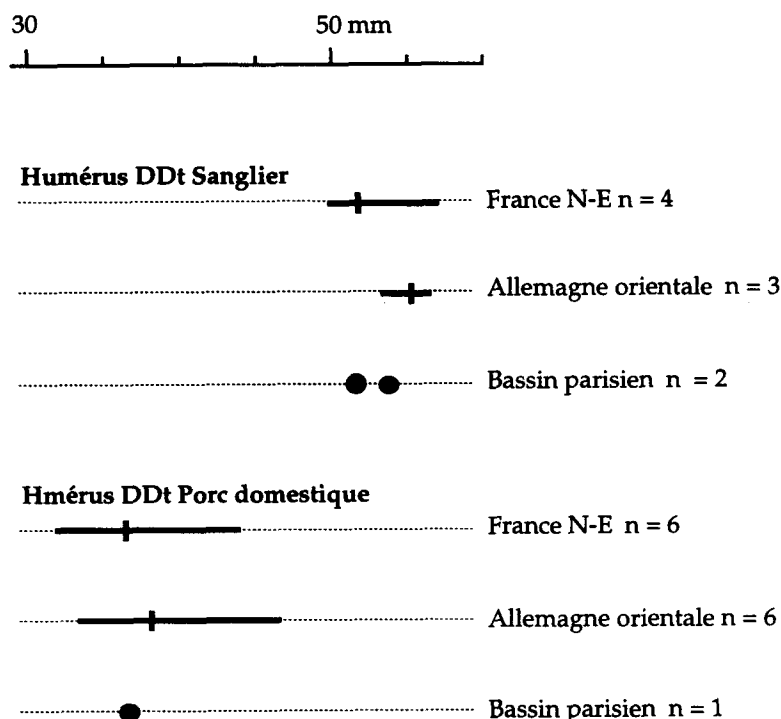 30 50 mm
Humérus DDt Sanglier
France N-E n = 4
Allemagne orientale n = 3
Bassin parisien n = 2
Hmérus DDt Porc domestique
France N-E n = 6
Allemagne orientale n = 6
Bassin parisien n = 1